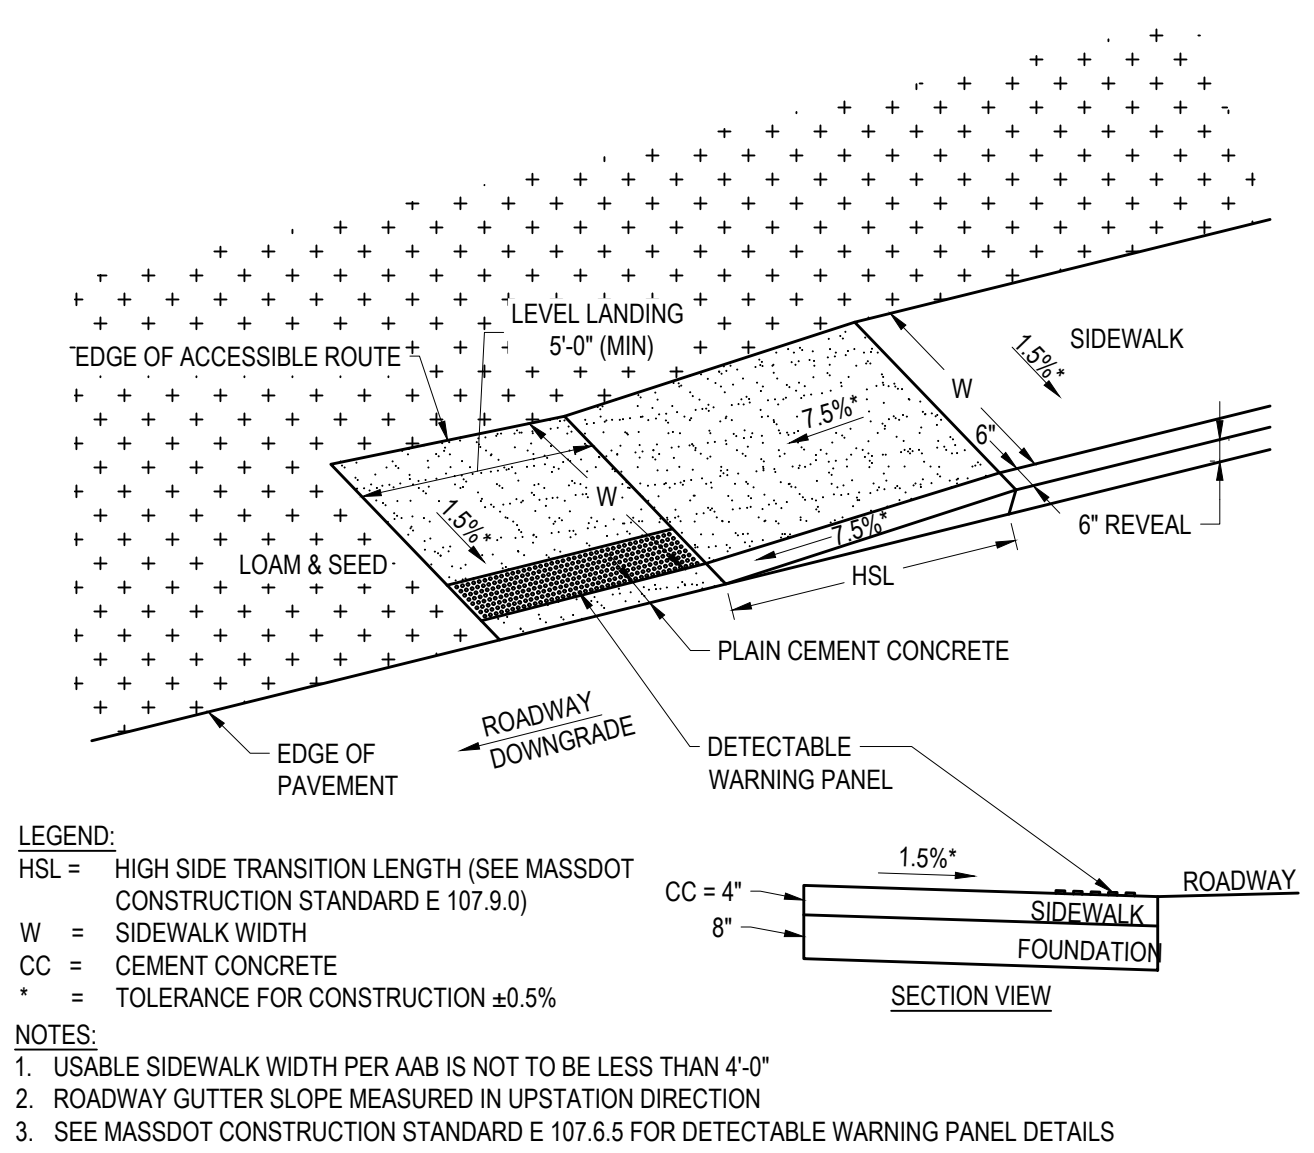 LEVEL LANDING
5'-0" (MIN)
EDGE OF ACCESSIBLE ROUTE
SIDEWALK
1.5%*
W
7.5%*
6"
W
1.5%*
7.5%*
6" REVEAL
LOAM & SEED
HSL
PLAIN CEMENT CONCRETE
ROADWAY
DOWNGRADE
EDGE OF
PAVEMENT
DETECTABLE
WARNING PANEL
LEGEND:
HSL = HIGH SIDE TRANSITION LENGTH (SEE MASSDOT
CONSTRUCTION STANDARD E 107.9.0)
W = SIDEWALK WIDTH
CC = CEMENT CONCRETE
* = TOLERANCE FOR CONSTRUCTION ±0.5%
1.5%*
CC = 4"
ROADWAY
SIDEWALK
8"
FOUNDATION
SECTION VIEW
NOTES:
1. USABLE SIDEWALK WIDTH PER AAB IS NOT TO BE LESS THAN 4'-0"
2. ROADWAY GUTTER SLOPE MEASURED IN UPSTATION DIRECTION
3. SEE MASSDOT CONSTRUCTION STANDARD E 107.6.5 FOR DETECTABLE WARNING PANEL DETAILS